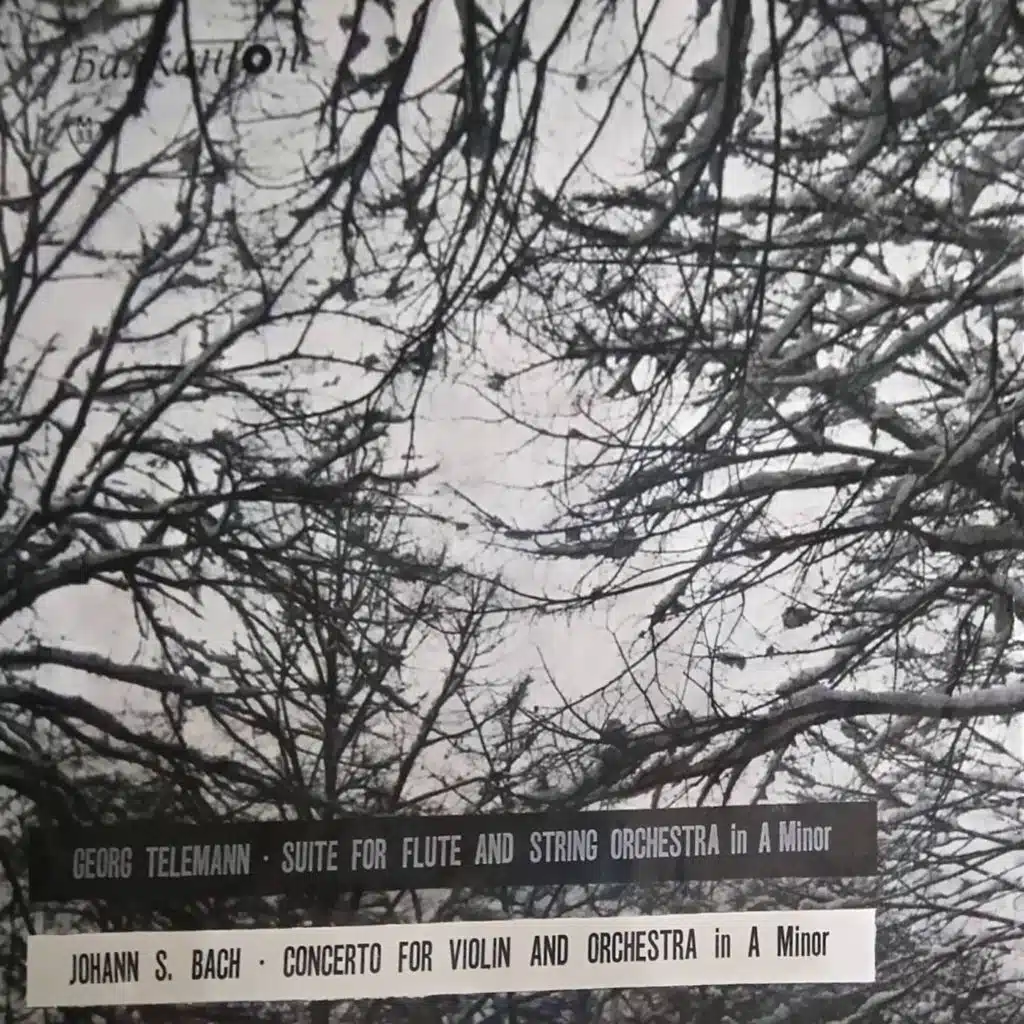 Балкантон
GEORG TELEMANN · SUITE FOR FLUTE AND STRING ORCHESTRA in A Minor
JOHANN S. BACH · CONCERTO FOR VIOLIN AND ORCHESTRA in A Minor